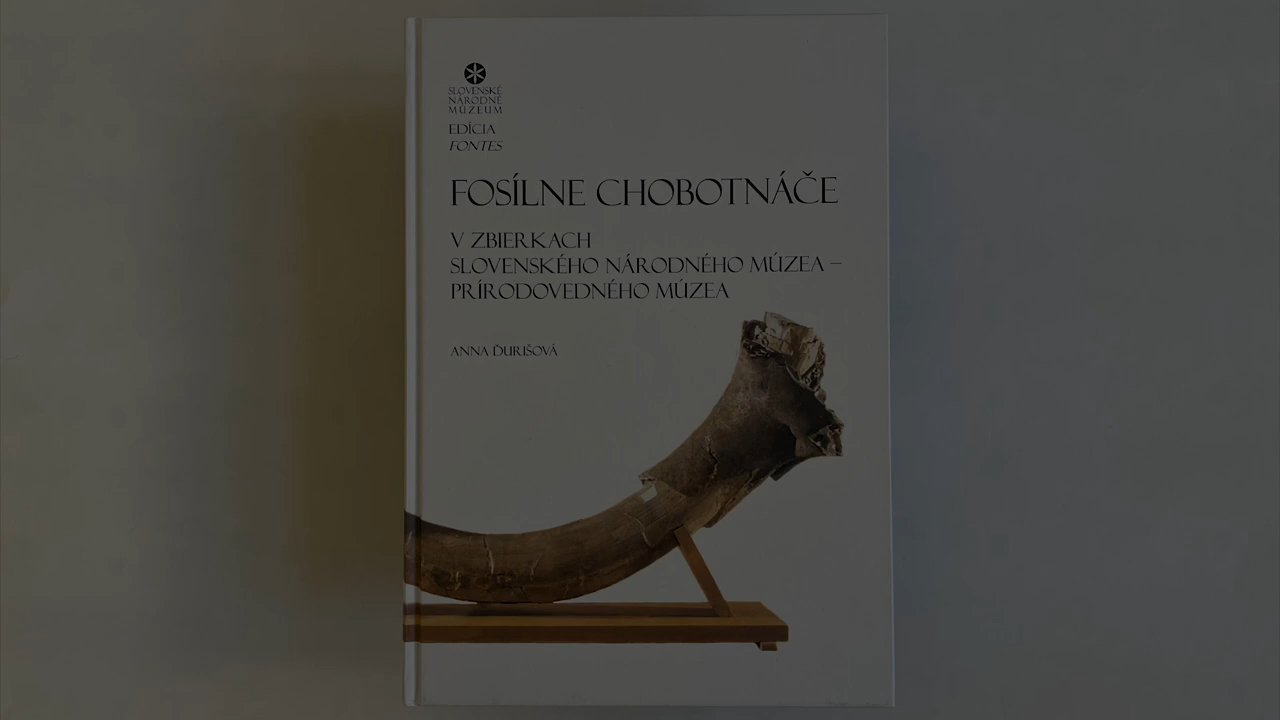 SLOVENSKÉ
NÁRODNÉ
MÚZEUM
EDÍCIA
FONTES
FOSÍLNE CHOBOTNÁČE
V ZBIERKACH
SLOVENSKÉHO NÁRODNÉHO MÚZEA –
PRÍRODOVEDNÉHO MÚZEA
ANNA ĎURIŠOVÁ